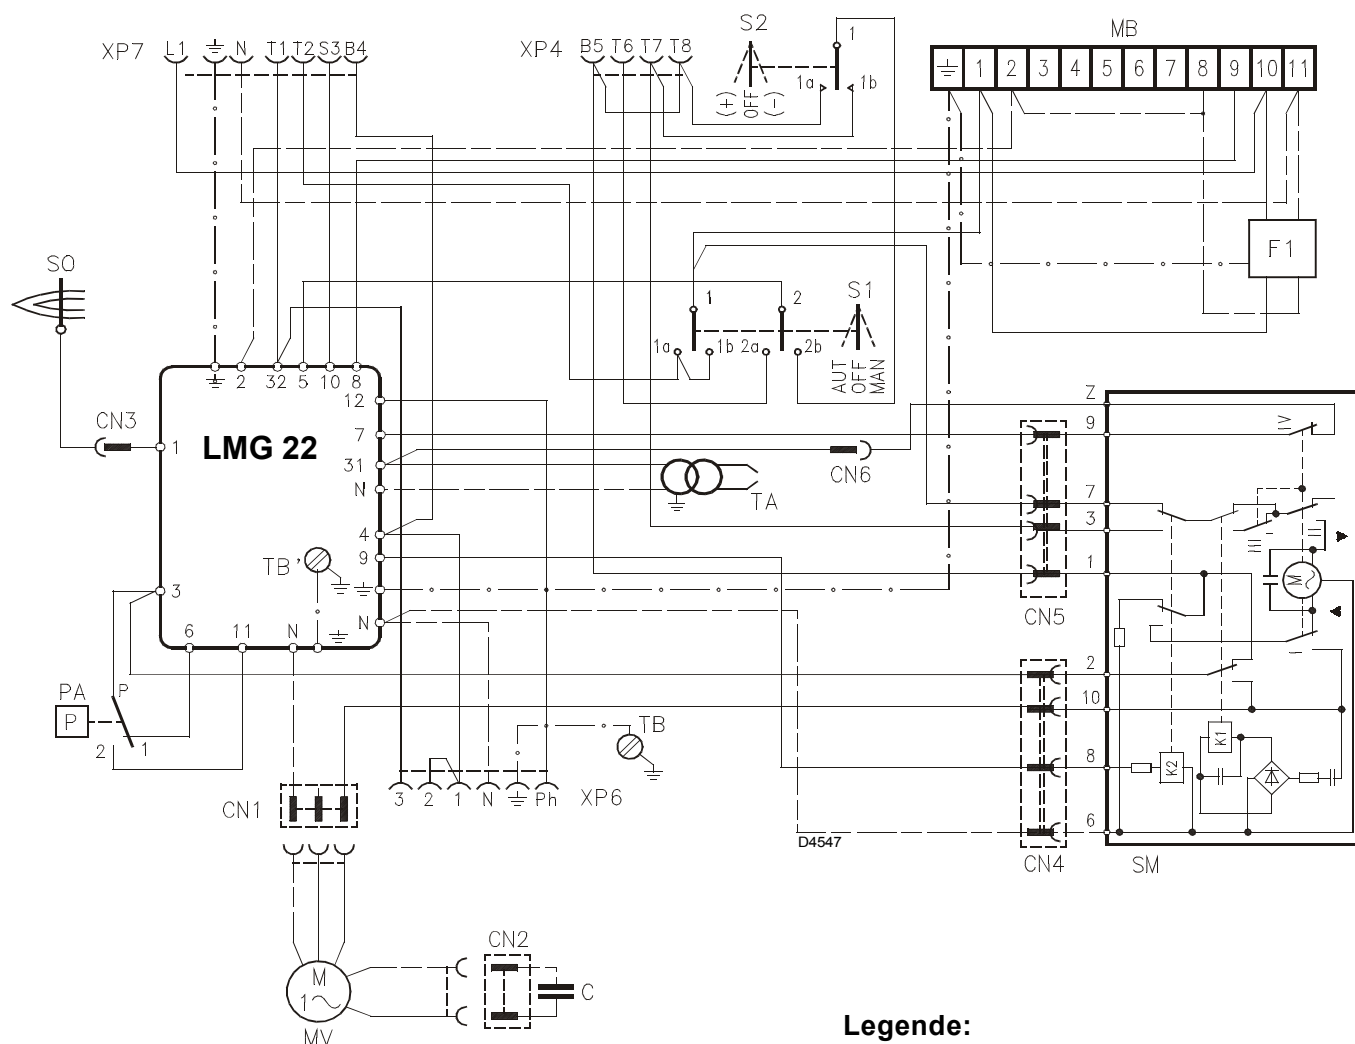 XP7 L1 N T1 T2 S3 B4
XP4 B5 T6 T7 T8
S2
1
1a 1b
(+) OFF (-)
MB
1 2 3 4 5 6 7 8 9 10 11
F1
S0
1 2
S1
1a 1b 2a 2b
AUT OFF MAN
2 32 5 10 8
12
7
31
N
4
9
N
LMG 22
CN3
1
TB'
3
6 11 N
TA
CN6
Z
9
7
3
1
CN5
2
10
8
6
CN4
SM
IV
III
II
I
M
K1
K2
PA
P
P
2 1
TB
3 2 1 N Ph XP6
CN1
D4547
M
1
MV
CN2
C
Legende: